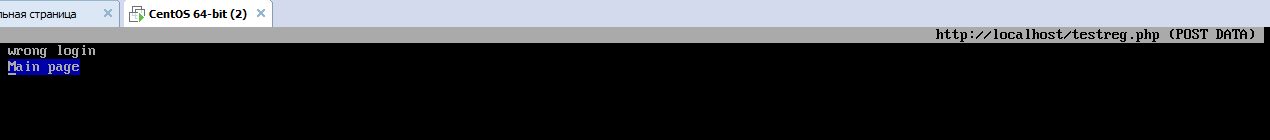 льная страница
CentOS 64-bit (2)
http://localhost/testreg.php (POST DATA)
wrong login
Main page